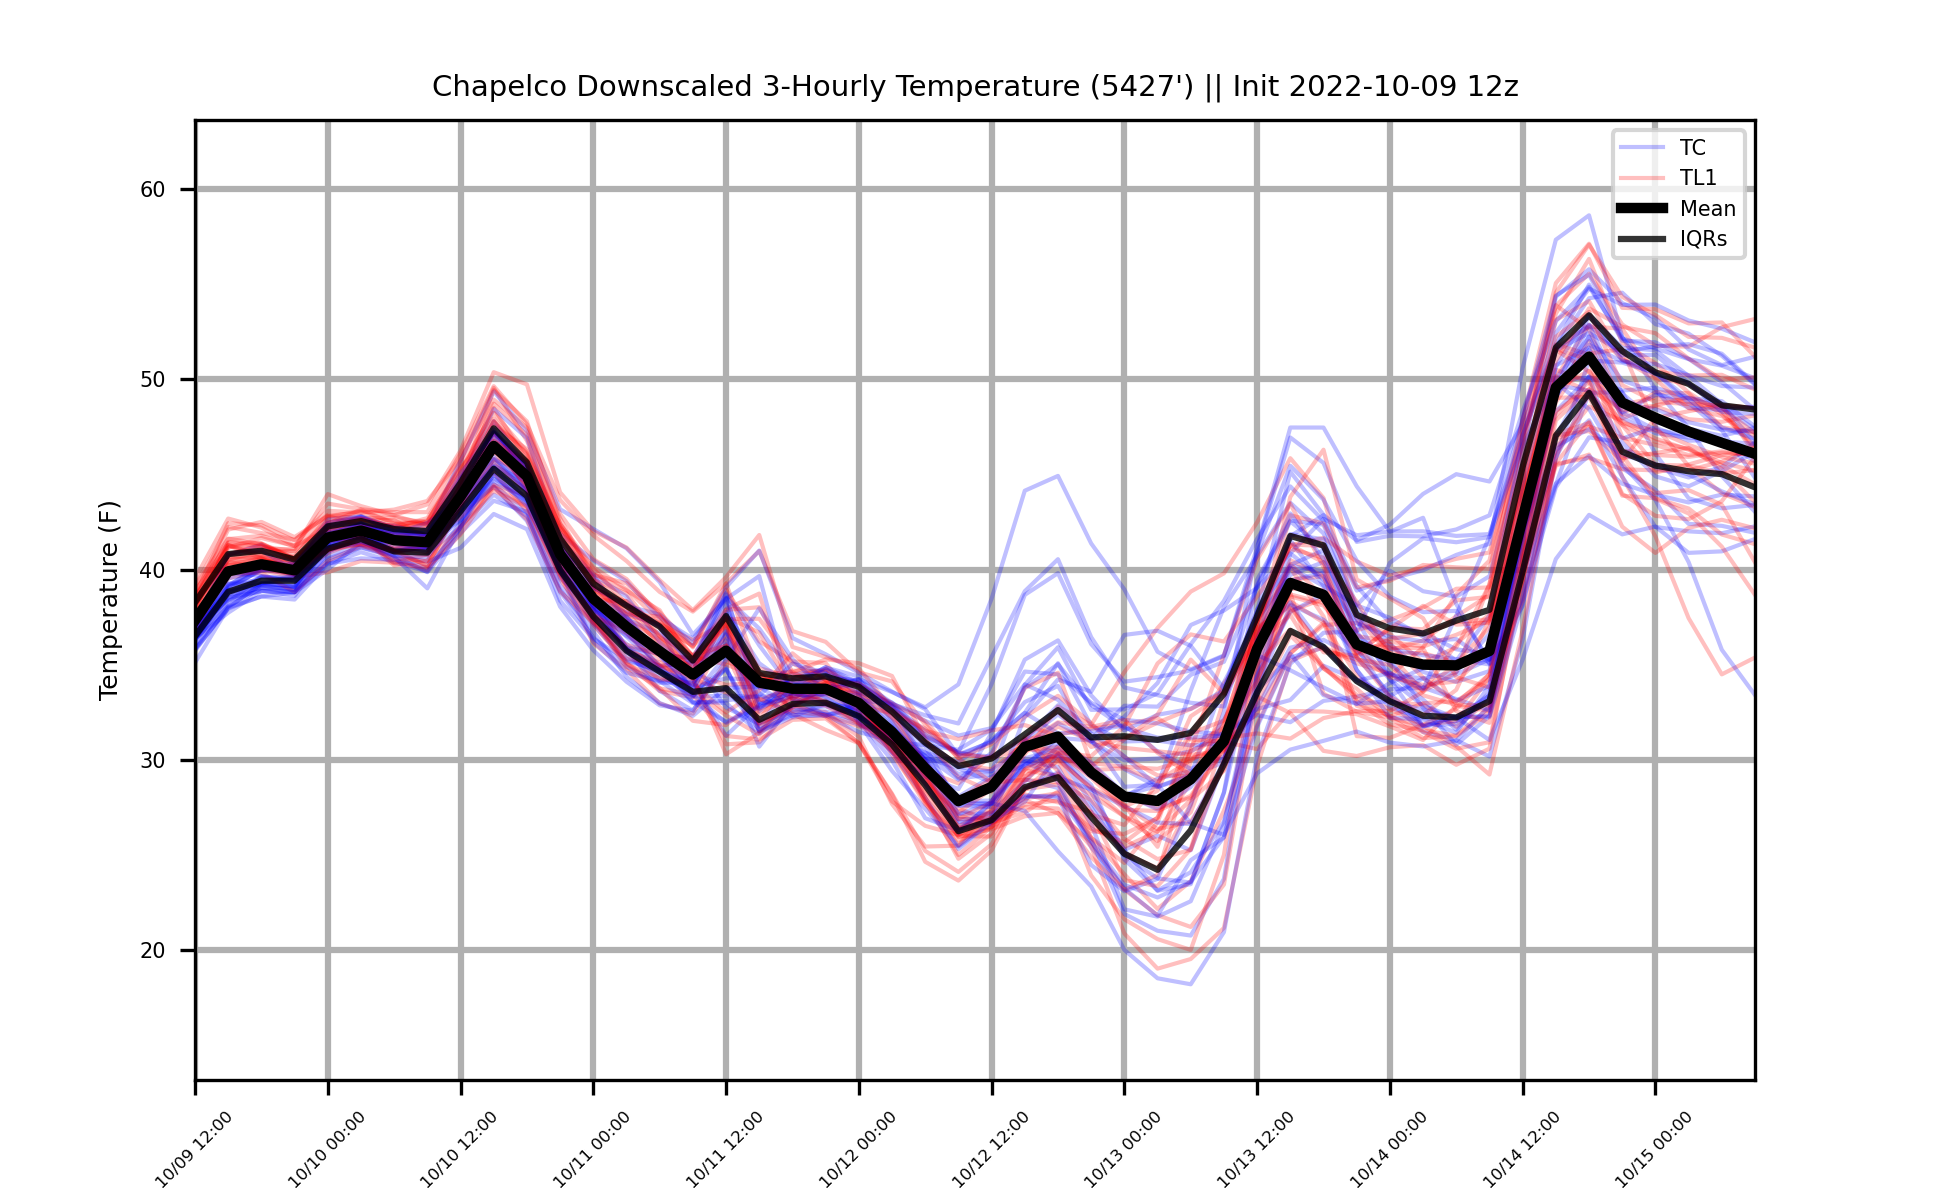 Chapelco Downscaled 3-Hourly Temperature (5427') || Init 2022-10-09 12z
TC
TL1
Mean
IQRs
Temperature (F)
60
50
40
30
20
10/09 12:00
10/10 00:00
10/10 12:00
10/11 00:00
10/11 12:00
10/12 00:00
10/12 12:00
10/13 00:00
10/13 12:00
10/14 00:00
10/14 12:00
10/15 00:00